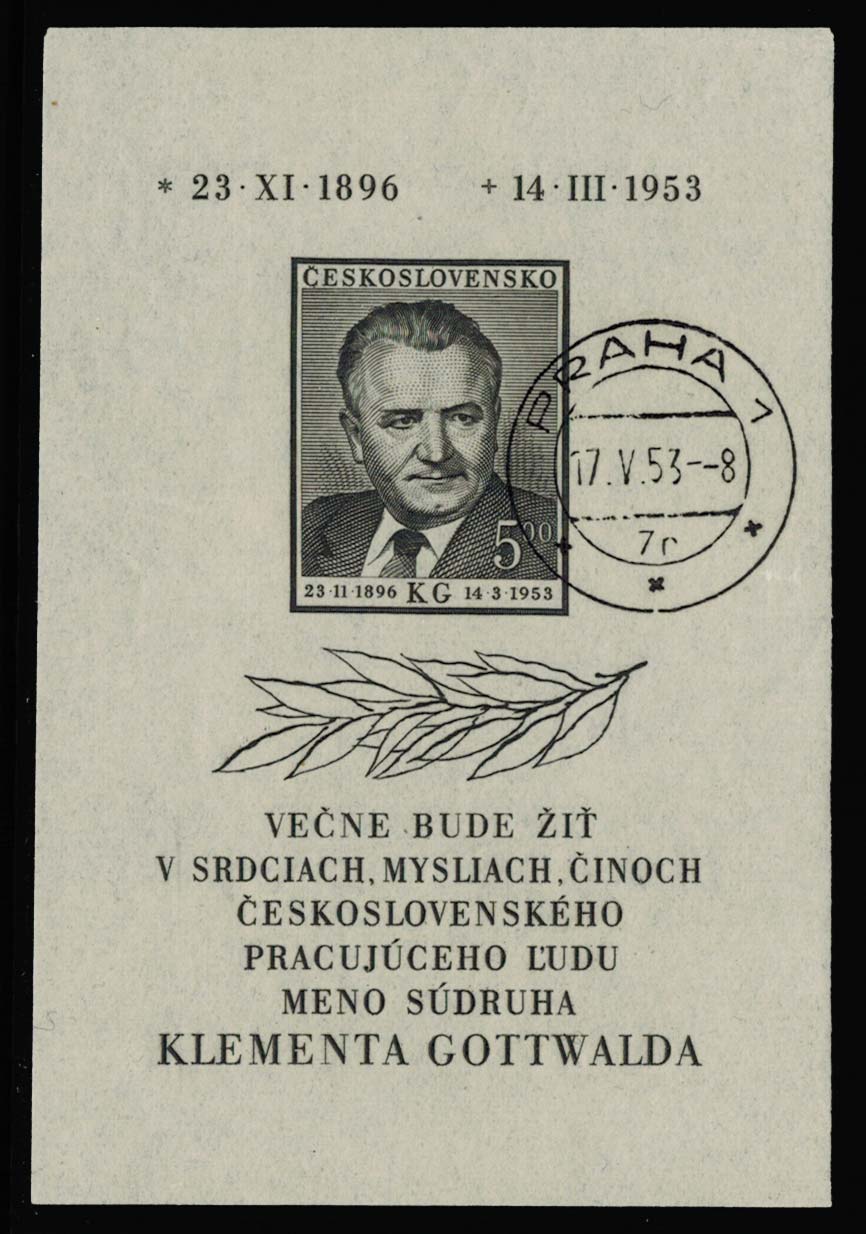 * 23·XI·1896 + 14·III·1953
ČESKOSLOVENSKO
5 00
23·11·1896 KG 14·3·1953
PRAHA 1
17.V.53--8
7r
VEČNE BUDE ŽIŤ
V SRDCIACH, MYSLIACH, ČINOCH
ČESKOSLOVENSKÉHO
PRACUJÚCEHO ĽUDU
MENO SÚDRUHA
KLEMENTA GOTTWALDA